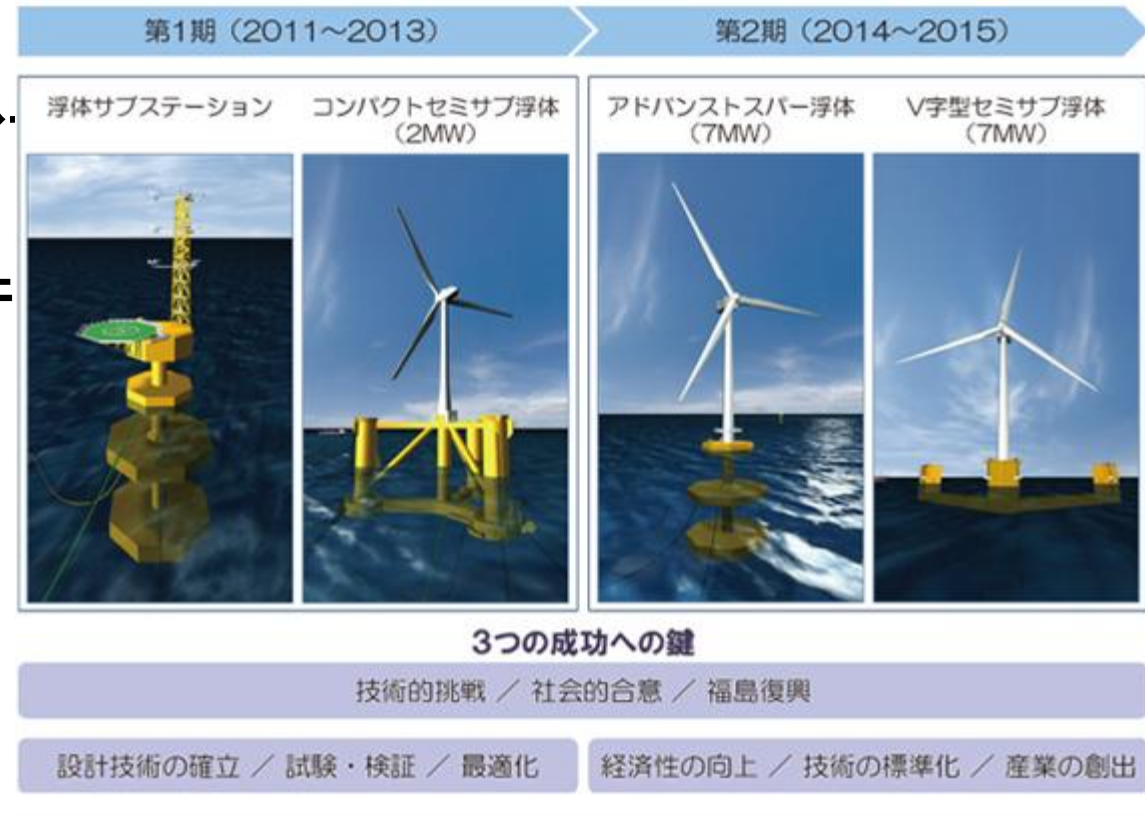 第1期（2011～2013）
第2期（2014～2015）
浮体サブステーション
コンパクトセミサブ浮体
（2MW）
アドバンストスパー浮体
（7MW）
V字型セミサブ浮体
（7MW）
3つの成功への鍵
技術的挑戦 ／ 社会的合意 ／ 福島復興
設計技術の確立 ／ 試験・検証 ／ 最適化
経済性の向上 ／ 技術の標準化 ／ 産業の創出